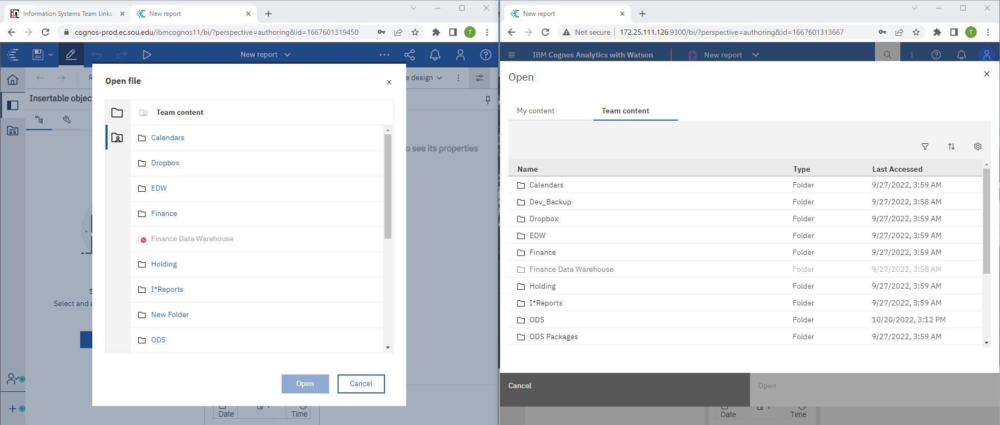 Information Systems Team Links
New report
cognos-prod.ec.sou.edu/ibmcognos11/bi/?perspective=authoring&id=1667601319450
T
New report
Insertable objec
e design
Open file
Team content
Calendars
Dropbox
EDW
Finance
Finance Data Warehouse
Holding
I*Reports
New Folder
ODS
o see its properties
Select and a
Open
Cancel
Date
Time
New report
Not secure
172.25.111.126:9300/bi/?perspective=authoring&id=1667601313667
T
IBM Cognos Analytics with Watson
New report
Open
My content
Team content
Name Type Last Accessed
Calendars Folder 9/27/2022, 3:59 AM
Dev_Backup Folder 9/27/2022, 3:58 AM
Dropbox Folder 9/27/2022, 3:59 AM
EDW Folder 9/27/2022, 3:59 AM
Finance Folder 9/27/2022, 3:59 AM
Finance Data Warehouse Folder 9/27/2022, 3:58 AM
Holding Folder 9/27/2022, 3:59 AM
I*Reports Folder 9/27/2022, 3:59 AM
ODS Folder 10/20/2022, 3:12 PM
ODS Packages Folder 9/27/2022, 3:59 AM
Cancel
Open
Date
Time